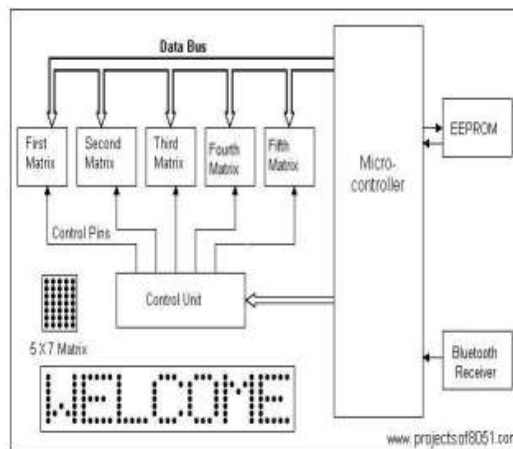 Data Bus
First
Matrix
Second
Matrix
Third
Matrix
Fourth
Matrix
Fifth
Matrix
Micro-
controller
EEPROM
Control Pins
Control Unit
5 X 7 Matrix
Bluetooth
Receiver
WELCOME
www.projectsof8051.com